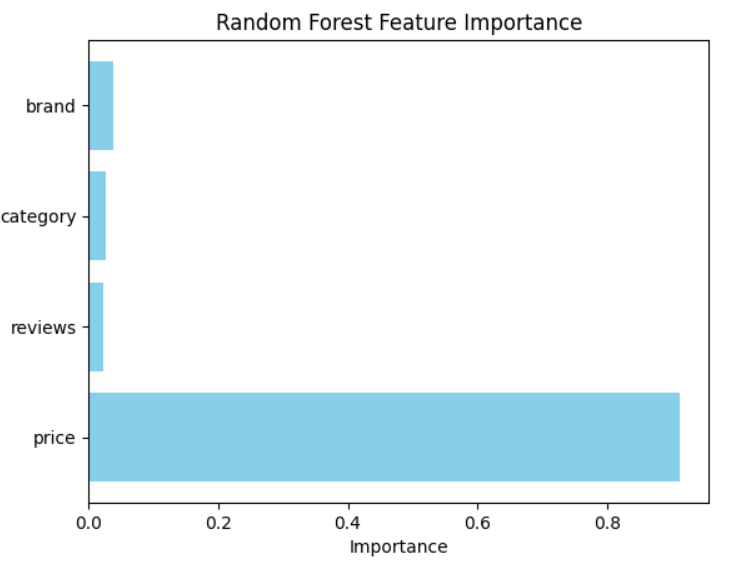 Random Forest Feature Importance
brand
category
reviews
price
0.0 0.2 0.4 0.6 0.8
Importance